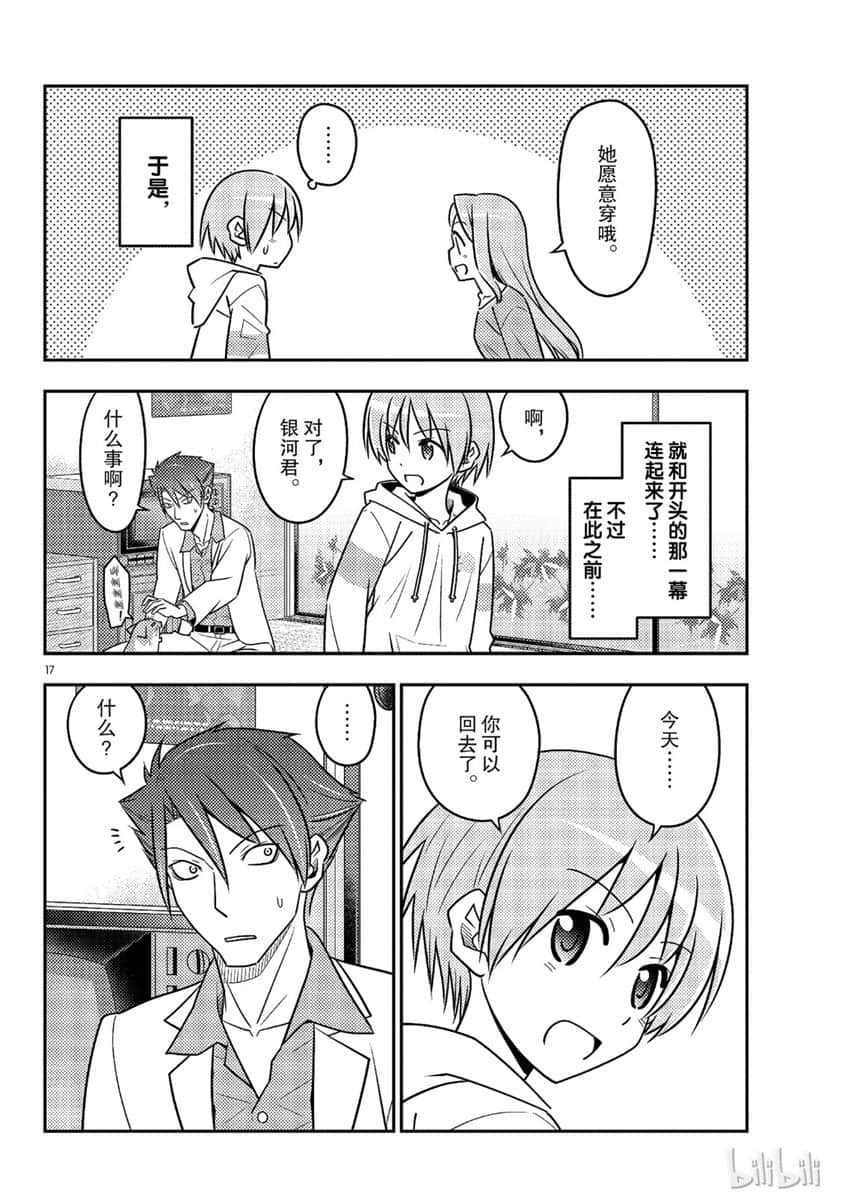 她愿意穿哦。
……
于是，
就和开头的那一幕
连起来了……
不过
在此之前……
啊，
对了，
银河君。
什么事啊？
17
今天……
你可以
回去了。
……
什么？
bilibili